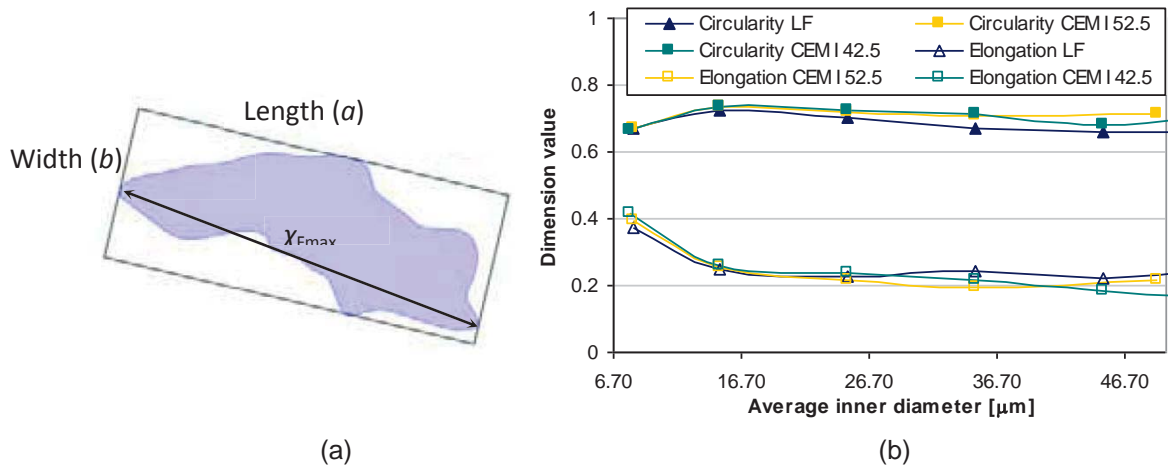 Length (a)
Width (b)
χFmax
(a)
Circularity LF
Circularity CEM I 52.5
Circularity CEM I 42.5
Elongation LF
Elongation CEM I 52.5
Elongation CEM I 42.5
Dimension value
1
0.8
0.6
0.4
0.2
0
6.70
16.70
26.70
36.70
46.70
Average inner diameter [μm]
(b)